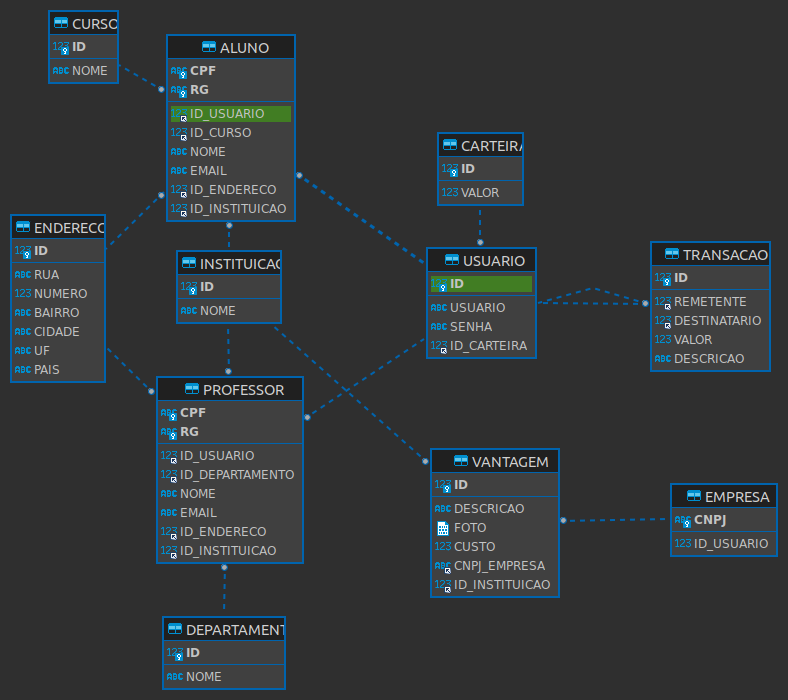 CURSO
123 ID
ABC NOME
ALUNO
ABC CPF
ABC RG
123 ID_USUARIO
123 ID_CURSO
ABC NOME
ABC EMAIL
123 ID_ENDERECO
123 ID_INSTITUICAO
CARTEIRA
123 ID
123 VALOR
ENDERECO
123 ID
ABC RUA
123 NUMERO
ABC BAIRRO
ABC CIDADE
ABC UF
ABC PAIS
INSTITUICAO
123 ID
ABC NOME
USUARIO
123 ID
ABC USUARIO
ABC SENHA
123 ID_CARTEIRA
TRANSACAO
123 ID
123 REMETENTE
123 DESTINATARIO
123 VALOR
ABC DESCRICAO
PROFESSOR
ABC CPF
ABC RG
123 ID_USUARIO
123 ID_DEPARTAMENTO
ABC NOME
ABC EMAIL
123 ID_ENDERECO
123 ID_INSTITUICAO
VANTAGEM
123 ID
ABC DESCRICAO
FOTO
123 CUSTO
ABC CNPJ_EMPRESA
123 ID_INSTITUICAO
EMPRESA
ABC CNPJ
123 ID_USUARIO
DEPARTAMENT
123 ID
ABC NOME